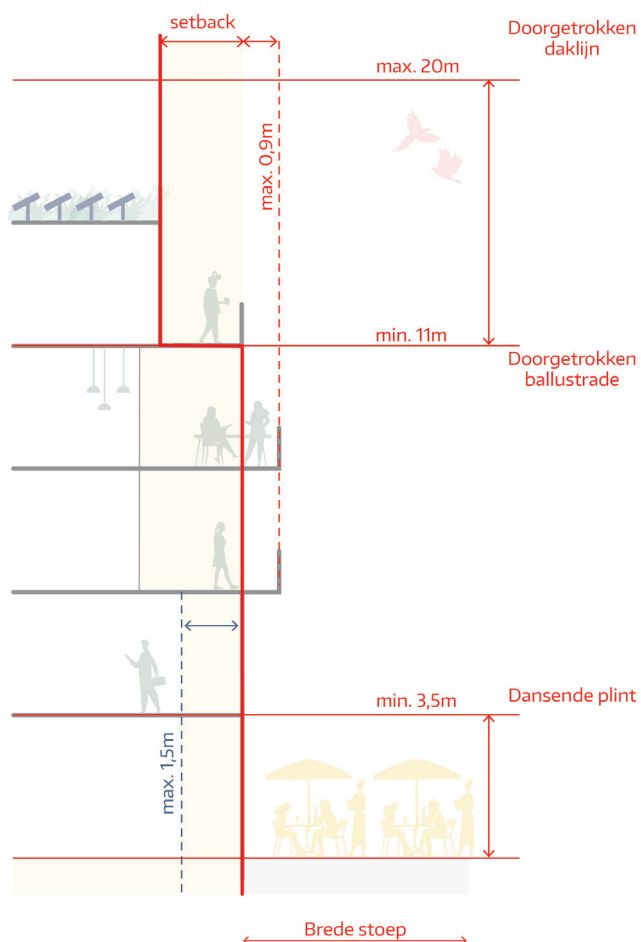 setback
Doorgetrokken
daklijn
max. 20m
max. 0,9m
min. 11m
Doorgetrokken
ballustrade
min. 3,5m
Dansende plint
max. 1,5m
Brede stoep